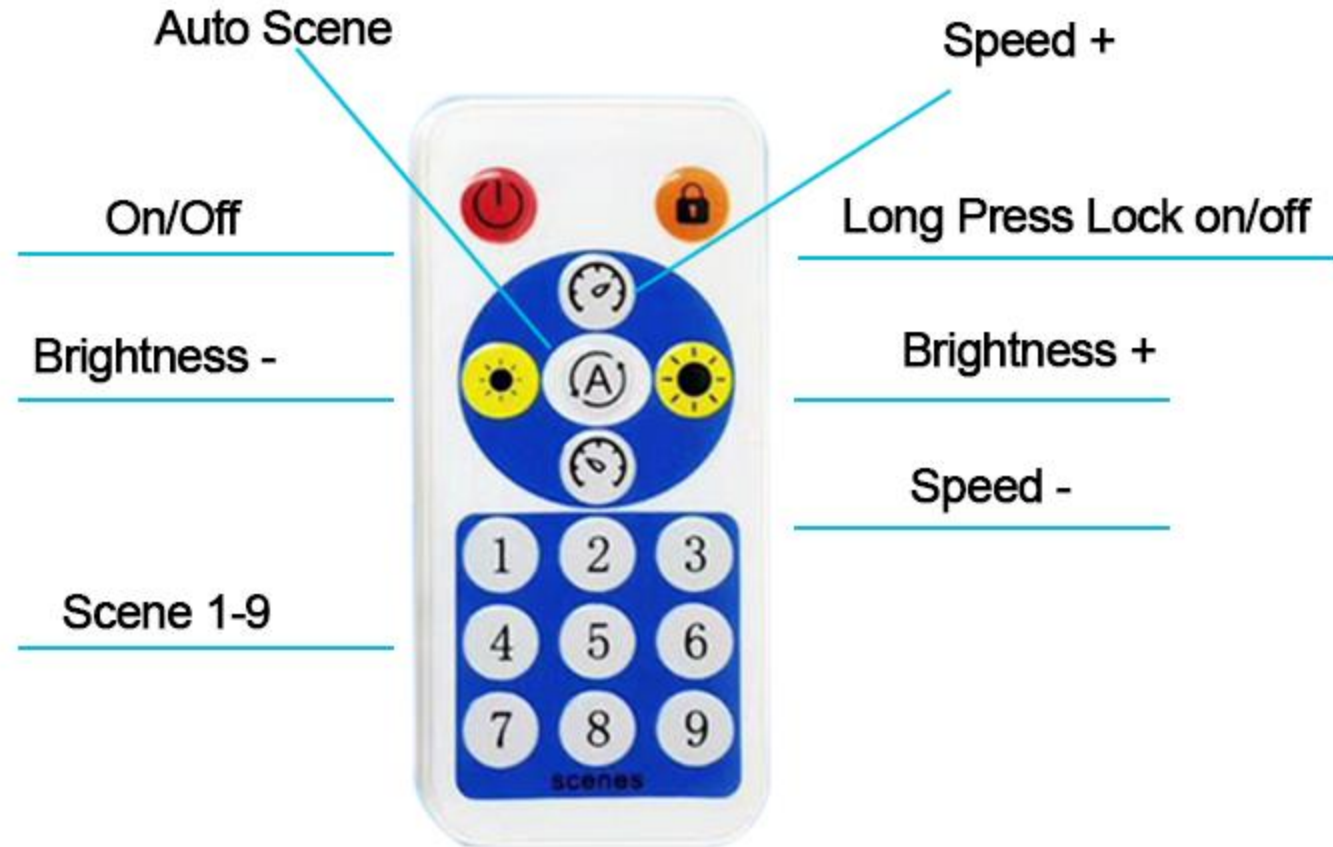 Auto Scene
Speed +
On/Off
Long Press Lock on/off
Brightness -
Brightness +
A
Speed -
1 2 3
Scene 1-9
4 5 6
7 8 9
scenes